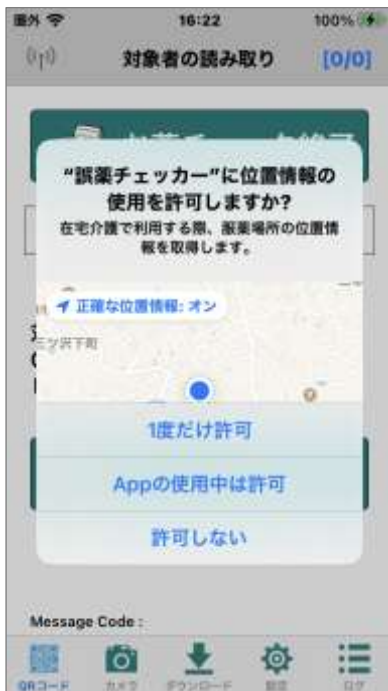 圏外 16:22 100%
対象者の読み取り [0/0]
“誤薬チェッカー”に位置情報の
使用を許可しますか?
在宅介護で利用する際、服薬場所の位置情
報を取得します。
正確な位置情報: オン
三ツ沢下町
1度だけ許可
Appの使用中は許可
許可しない
Message Code :
QRコード カメラ ダウンロード 設定 ログ